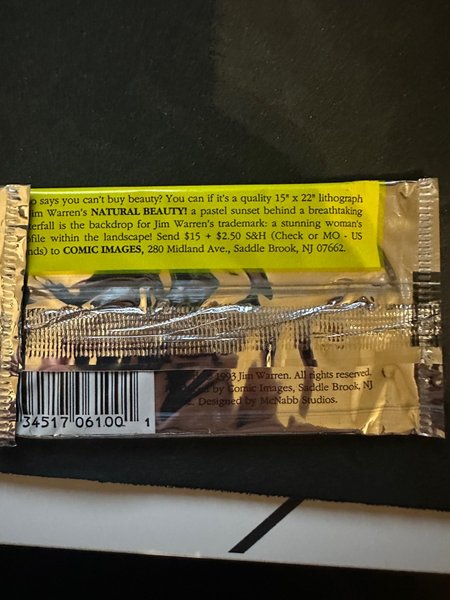 o says you can't buy beauty? You can if it's a quality 15" x 22" lithograph
im Warren's NATURAL BEAUTY! a pastel sunset behind a breathtaking
terfall is the backdrop for Jim Warren's trademark: a stunning woman's
file within the landscape! Send $15 + $2.50 S&H (Check or MO - US
nds) to COMIC IMAGES, 280 Midland Ave., Saddle Brook, NJ 07662.
1993 Jim Warren. All rights reserved.
by Comic Images, Saddle Brook, NJ
Designed by McNabb Studios.
34517 06100 1